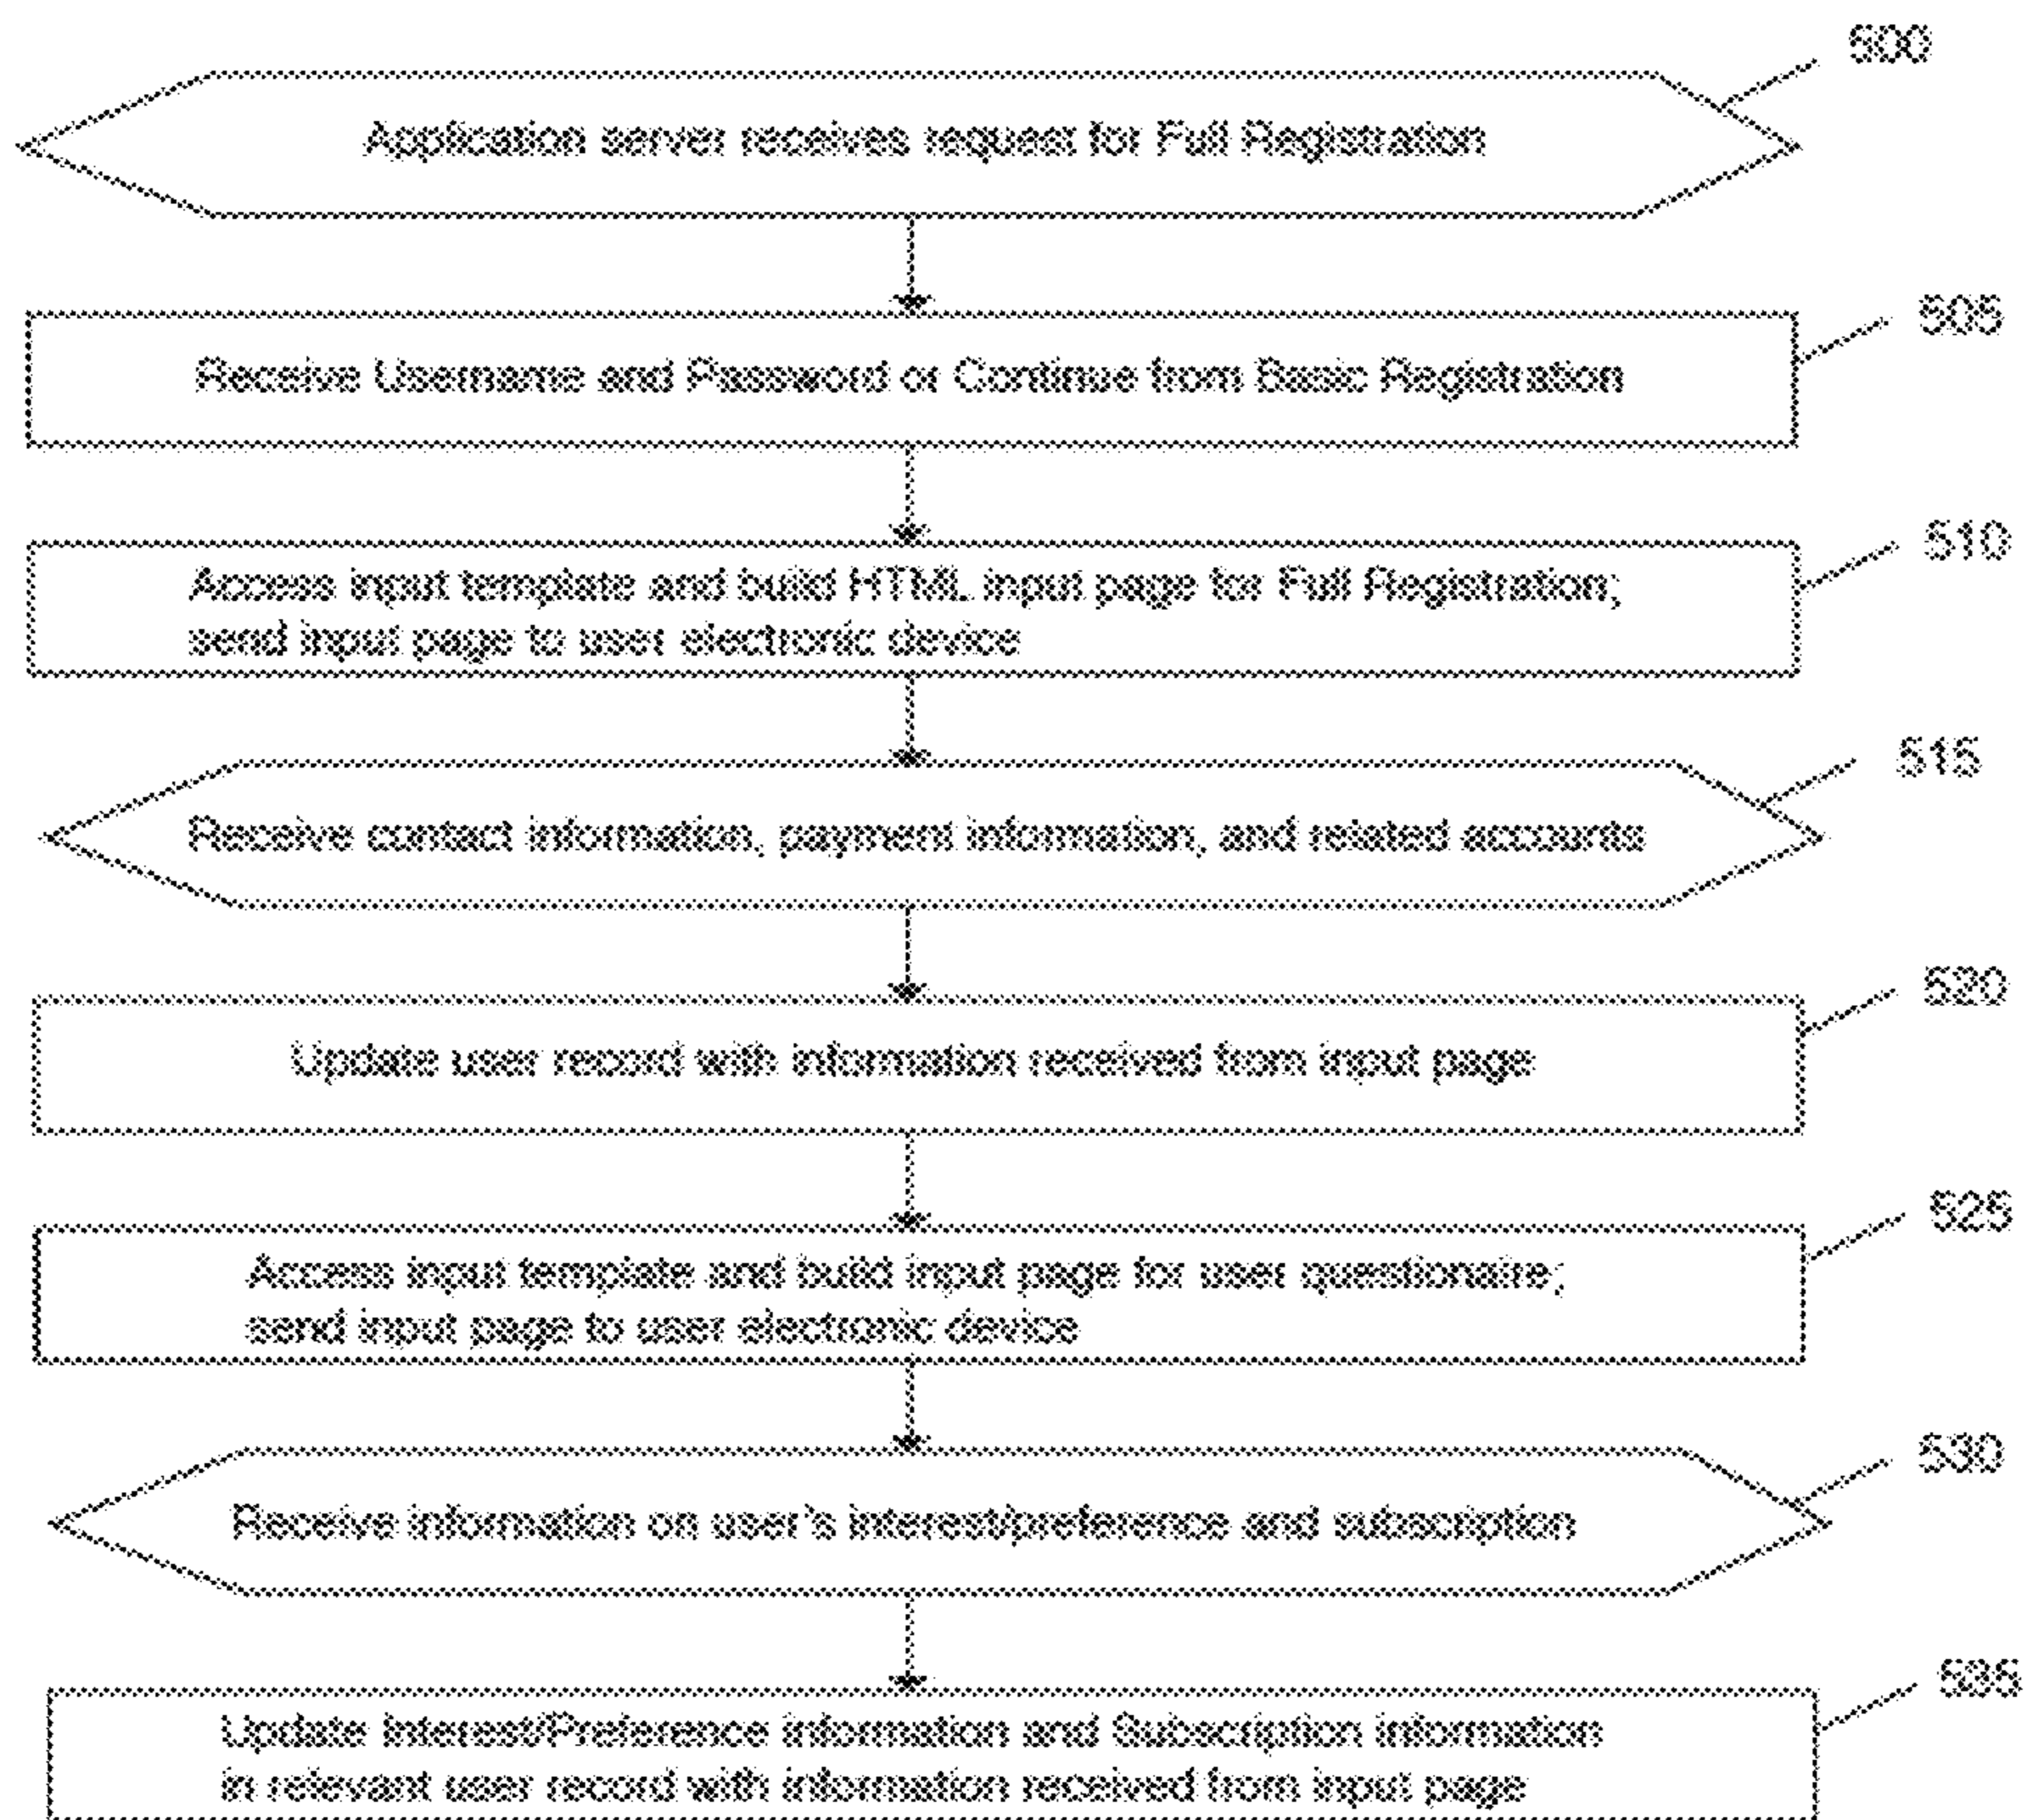 500
Application server receives request for Full Registration
505
Receive Username and Password or Continue from Basic Registration
510
Access input template and build HTML input page for Full Registration;
send input page to user electronic device
515
Receive contact information, payment information, and related accounts
520
Update user record with information received from input page
525
Access input template and build input page for user questionaire;
send input page to user electronic device
530
Receive information on user's interest/preference and subscription
535
Update Interest/Preference information and Subscription information
in relevant user record with information received from input page